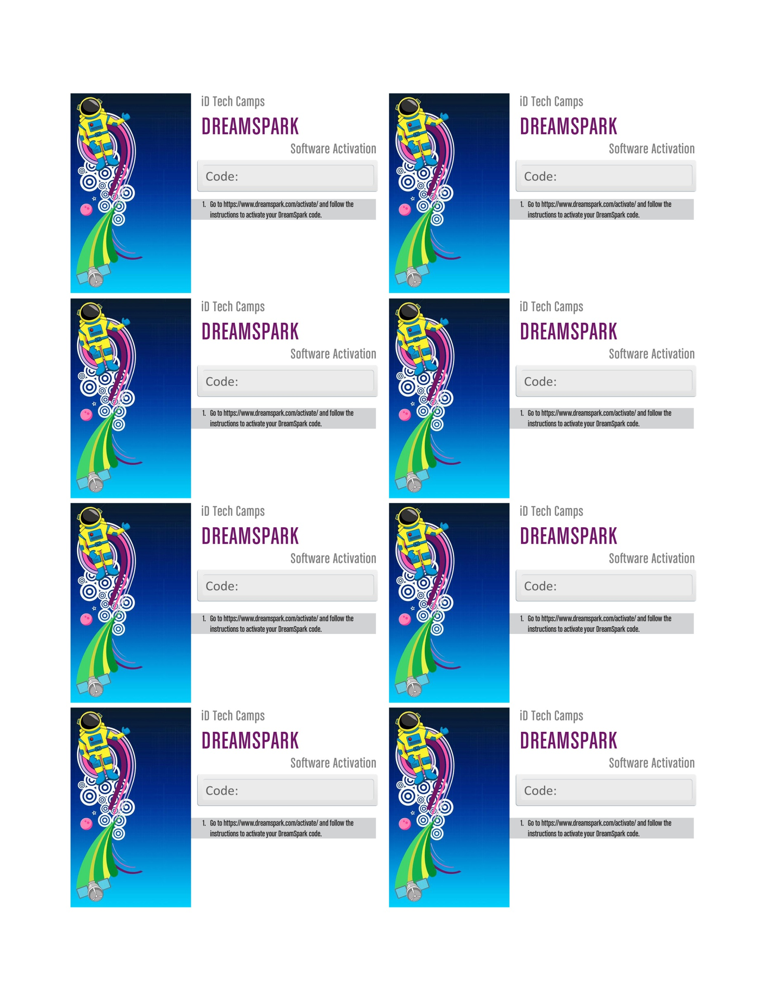 iD Tech Camps
DREAMSPARK
Software Activation
Code:
1. Go to https://www.dreamspark.com/activate/ and follow the
instructions to activate your DreamSpark code.
iD Tech Camps
DREAMSPARK
Software Activation
Code:
1. Go to https://www.dreamspark.com/activate/ and follow the
instructions to activate your DreamSpark code.
iD Tech Camps
DREAMSPARK
Software Activation
Code:
1. Go to https://www.dreamspark.com/activate/ and follow the
instructions to activate your DreamSpark code.
iD Tech Camps
DREAMSPARK
Software Activation
Code:
1. Go to https://www.dreamspark.com/activate/ and follow the
instructions to activate your DreamSpark code.
iD Tech Camps
DREAMSPARK
Software Activation
Code:
1. Go to https://www.dreamspark.com/activate/ and follow the
instructions to activate your DreamSpark code.
iD Tech Camps
DREAMSPARK
Software Activation
Code:
1. Go to https://www.dreamspark.com/activate/ and follow the
instructions to activate your DreamSpark code.
iD Tech Camps
DREAMSPARK
Software Activation
Code:
1. Go to https://www.dreamspark.com/activate/ and follow the
instructions to activate your DreamSpark code.
iD Tech Camps
DREAMSPARK
Software Activation
Code:
1. Go to https://www.dreamspark.com/activate/ and follow the
instructions to activate your DreamSpark code.